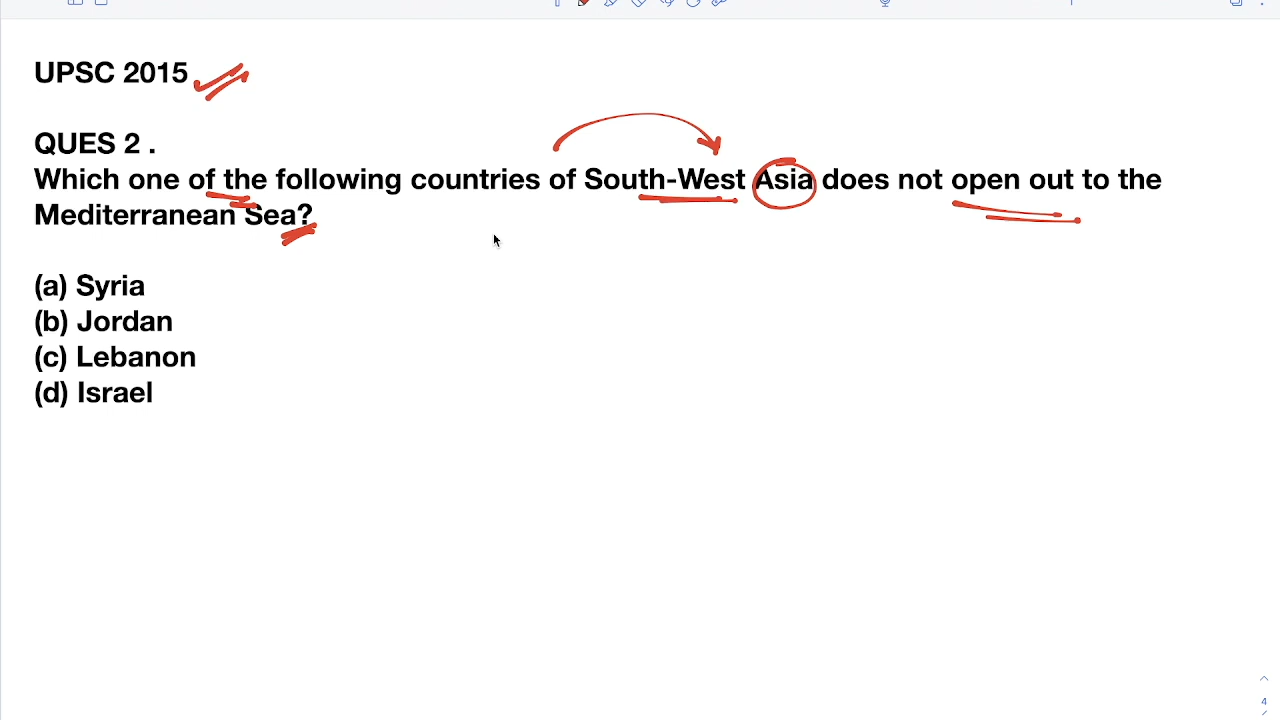 UPSC 2015
QUES 2 .
Which one of the following countries of South-West Asia does not open out to the
Mediterranean Sea?
(a) Syria
(b) Jordan
(c) Lebanon
(d) Israel
4